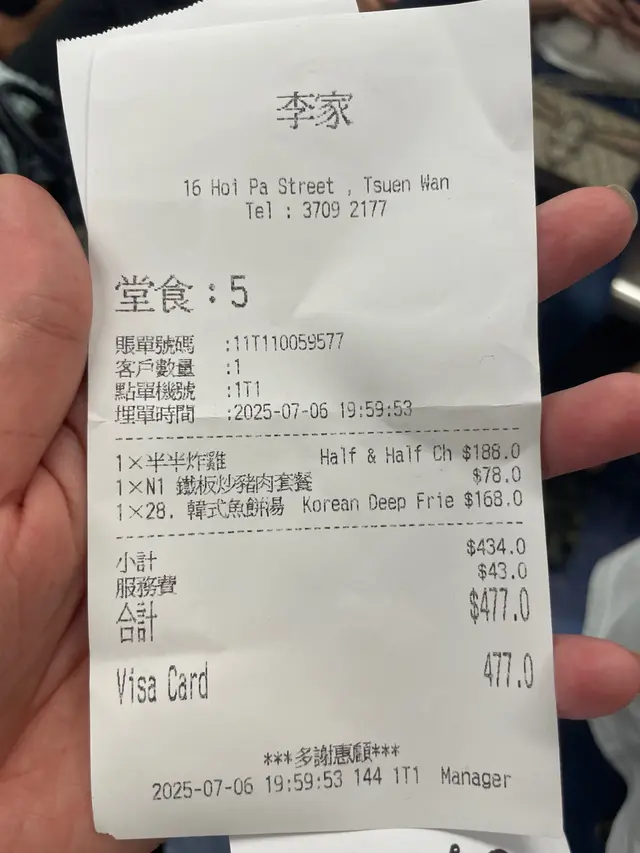 李家
16 Hoi Pa Street , Tsuen Wan
Tel : 3709 2177
堂食：5
賬單號碼 :11T110059577
客戶數量 :1
點單機號 :1T1
埋單時間 :2025-07-06 19:59:53
1×半半炸雞 Half & Half Ch $188.0
1×N1 鐵板炒豬肉套餐 $78.0
1×28. 韓式魚餅湯 Korean Deep Frie $168.0
小計 $434.0
服務費 $43.0
合計 $477.0
Visa Card 477.0
***多謝惠顧***
2025-07-06 19:59:53 144 1T1 Manager